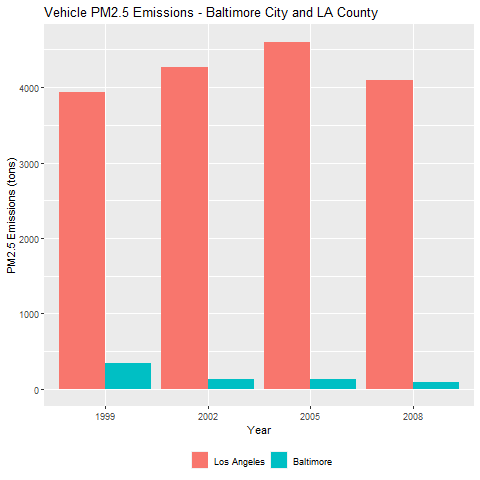 Vehicle PM2.5 Emissions - Baltimore City and LA County
PM2.5 Emissions (tons)
4000
3000
2000
1000
0
1999 2002 2005 2008
Year
Los Angeles Baltimore